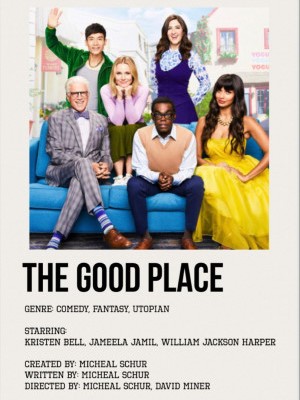 THE GOOD PLACE
GENRE: COMEDY, FANTASY, UTOPIAN
STARRING:
KRISTEN BELL, JAMEELA JAMIL, WILLIAM JACKSON HARPER
CREATED BY: MICHEAL SCHUR
WRITTEN BY: MICHEAL SCHUR
DIRECTED BY: MICHEAL SCHUR, DAVID MINER